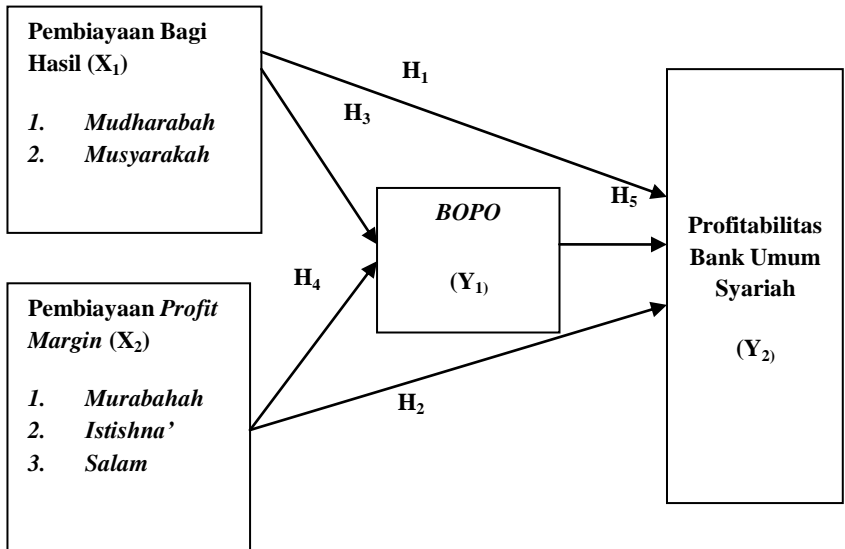 Pembiayaan Bagi
Hasil (X₁)
1. Mudharabah
2. Musyarakah
H₁
H₃
BOPO
(Y₁)
H₅
Profitabilitas
Bank Umum
Syariah
(Y₂)
H₄
Pembiayaan Profit
Margin (X₂)
1. Murabahah
2. Istishna’
3. Salam
H₂